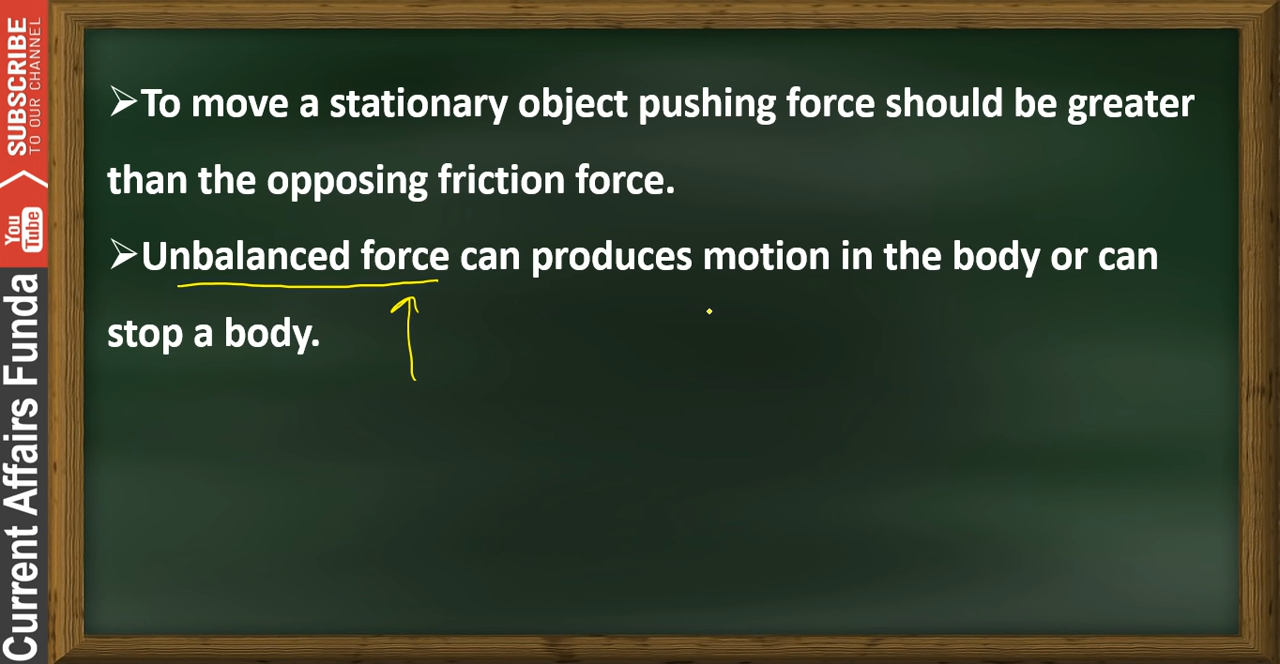 ➢To move a stationary object pushing force should be greater
than the opposing friction force.
➢Unbalanced force can produces motion in the body or can
stop a body.
SUBSCRIBE
TO OUR CHANNEL
You
Tube
Current Affairs Funda